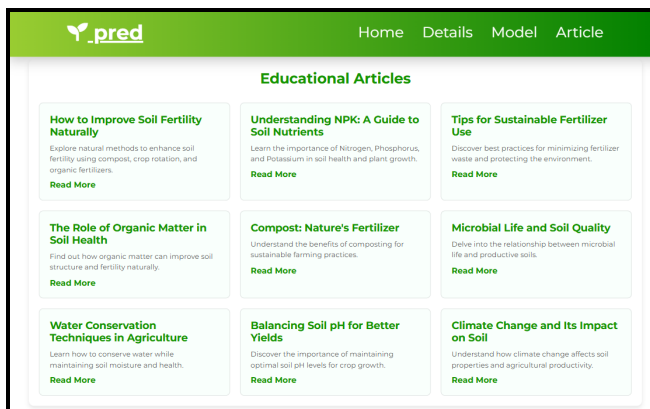 _pred
Home Details Model Article
Educational Articles
How to Improve Soil Fertility
Naturally
Explore natural methods to enhance soil
fertility using compost, crop rotation, and
organic fertilizers.
Read More
Understanding NPK: A Guide to
Soil Nutrients
Learn the importance of Nitrogen, Phosphorus,
and Potassium in soil health and plant growth.
Read More
Tips for Sustainable Fertilizer
Use
Discover best practices for minimizing fertilizer
waste and protecting the environment.
Read More
The Role of Organic Matter in
Soil Health
Find out how organic matter can improve soil
structure and fertility naturally.
Read More
Compost: Nature's Fertilizer
Understand the benefits of composting for
sustainable farming practices.
Read More
Microbial Life and Soil Quality
Delve into the relationship between microbial
life and productive soils.
Read More
Water Conservation
Techniques in Agriculture
Learn how to conserve water while
maintaining soil moisture and health.
Read More
Balancing Soil pH for Better
Yields
Discover the importance of maintaining
optimal soil pH levels for crop growth.
Read More
Climate Change and Its Impact
on Soil
Understand how climate change affects soil
properties and agricultural productivity.
Read More